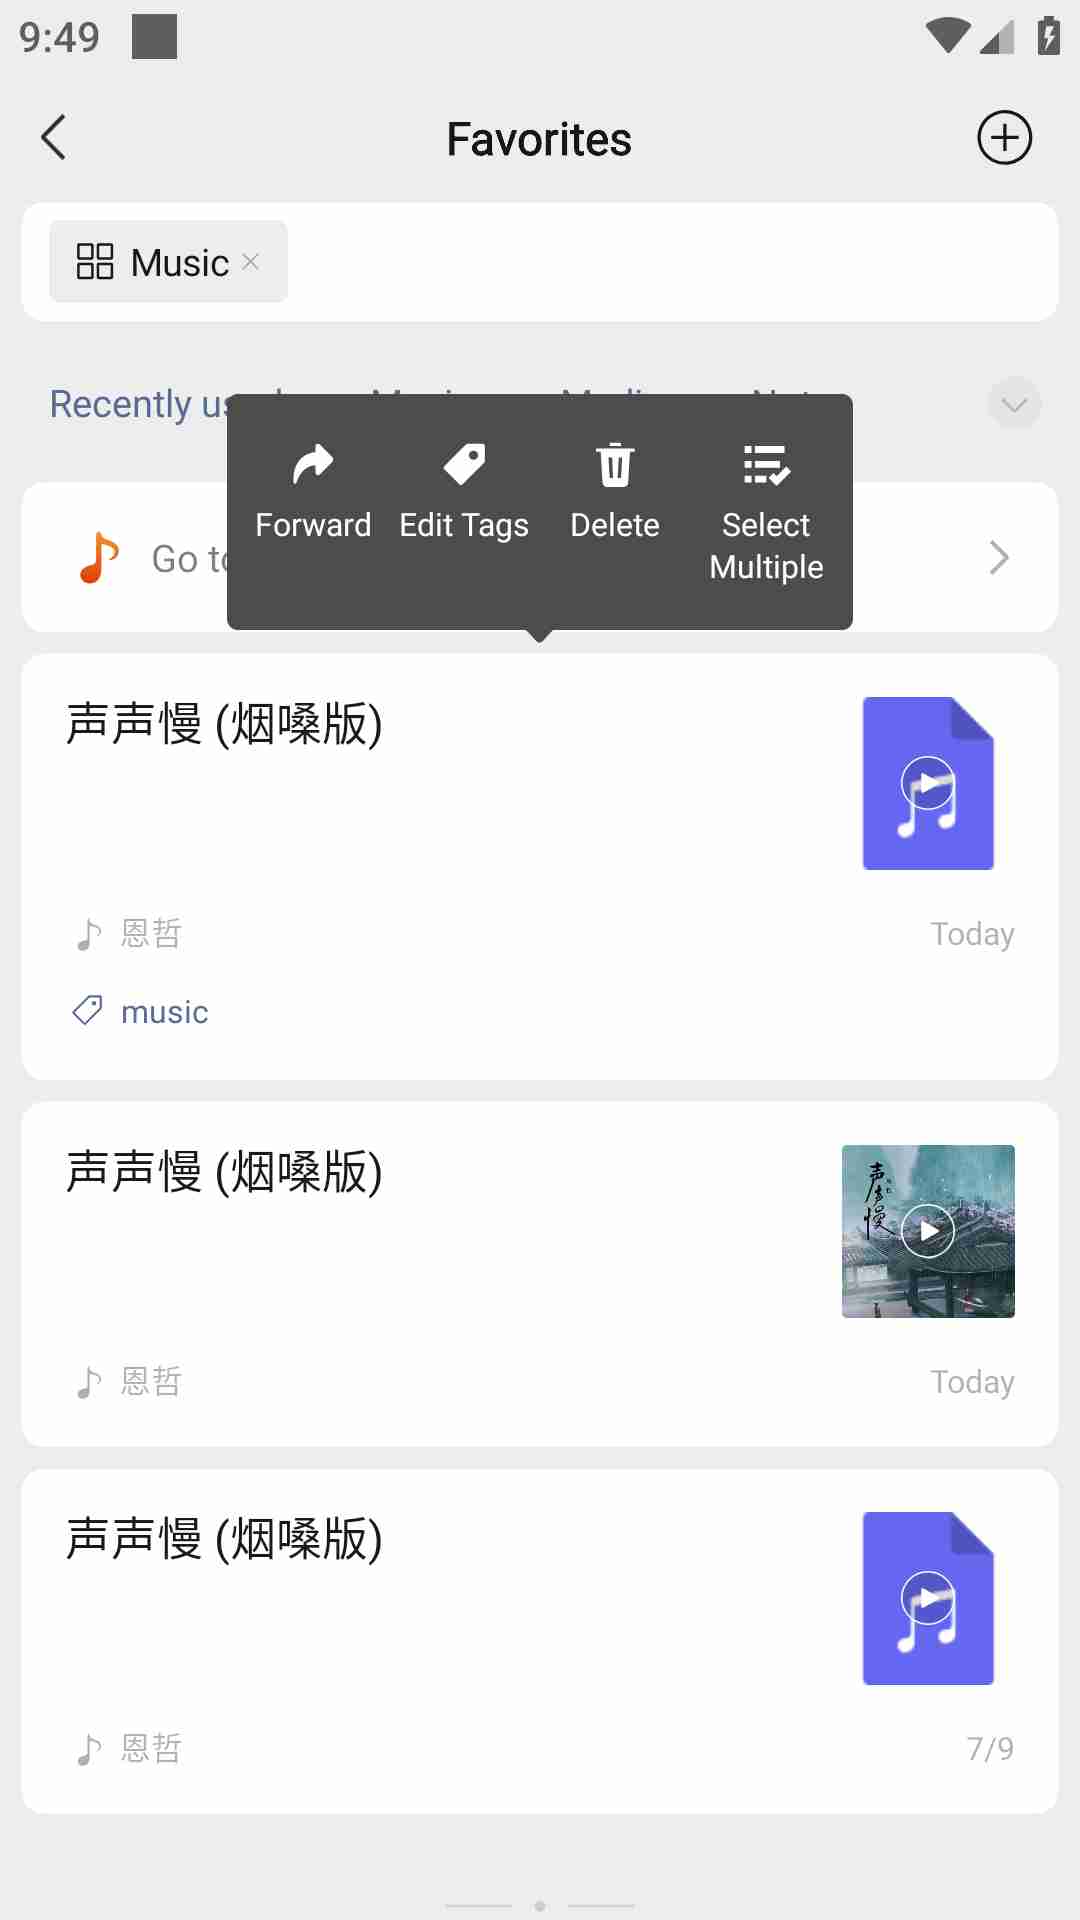 9:49
Favorites
Music
Recently
Forward
Edit Tags
Delete
Select
Multiple
Go to
声声慢 (烟嗓版)
恩哲
Today
music
声声慢 (烟嗓版)
声声慢
恩哲
Today
声声慢 (烟嗓版)
恩哲
7/9